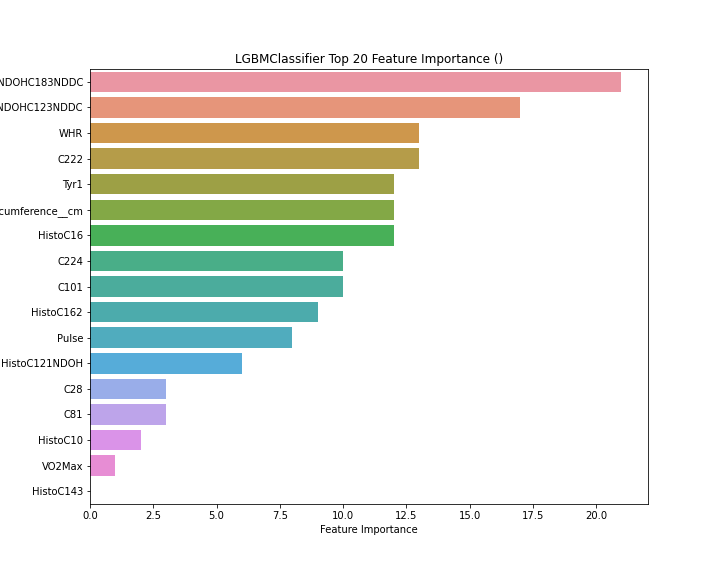 LGBMClassifier Top 20 Feature Importance ()
NDOHC183NDDC
NDOHC123NDDC
WHR
C222
Tyr1
cumference__cm
HistoC16
C224
C101
HistoC162
Pulse
HistoC121NDOH
C28
C81
HistoC10
VO2Max
HistoC143
0.0 2.5 5.0 7.5 10.0 12.5 15.0 17.5 20.0
Feature Importance